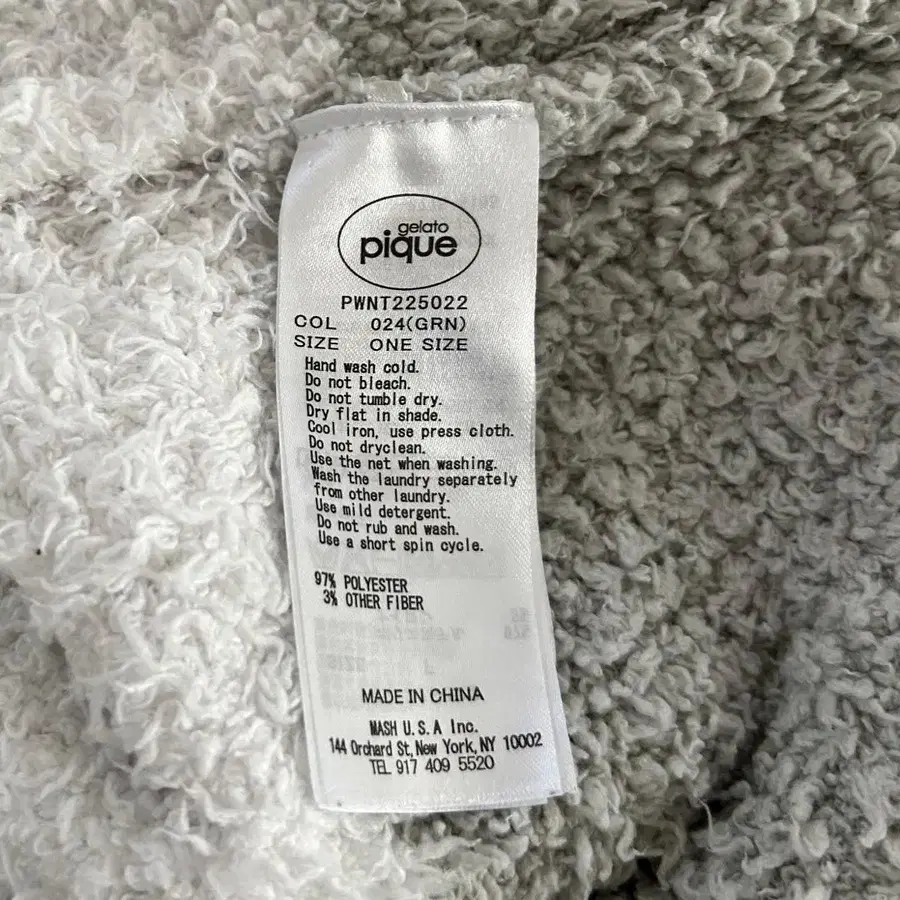 gelato
pique
PWNT225022
COL 024(GRN)
SIZE ONE SIZE
Hand wash cold.
Do not bleach.
Do not tumble dry.
Dry flat in shade.
Cool iron, use press cloth.
Do not dryclean.
Use the net when washing.
Wash the laundry separately
from other laundry.
Use mild detergent.
Do not rub and wash.
Use a short spin cycle.
97% POLYESTER
3% OTHER FIBER
MADE IN CHINA
MASH U.S.A Inc.
144 Orchard St, New York, NY 10002
TEL 917 409 5520